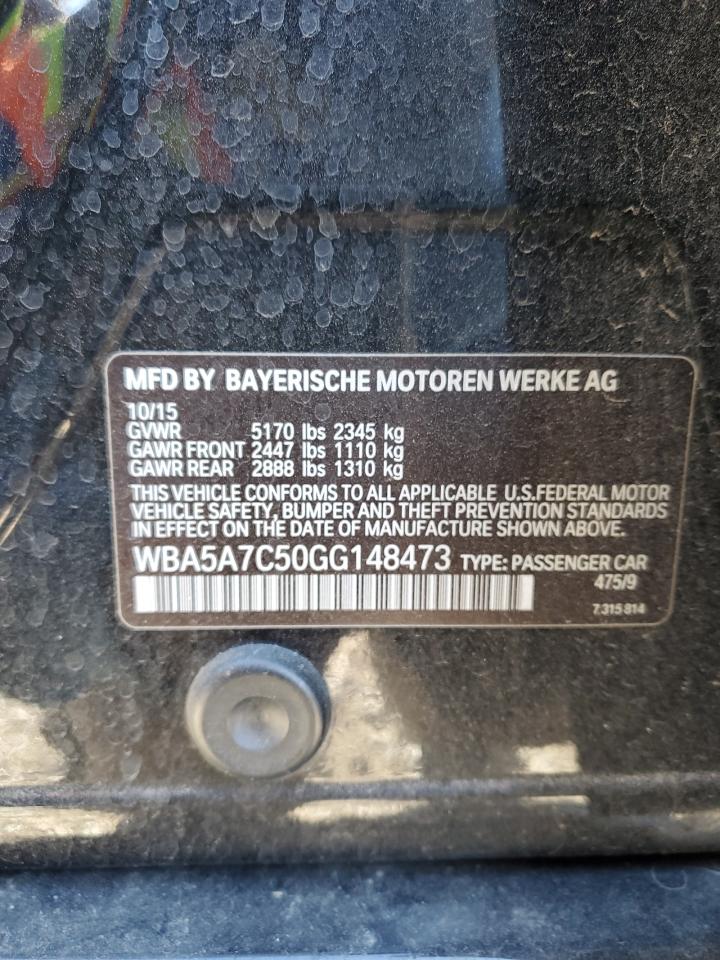 MFD BY BAYERISCHE MOTOREN WERKE AG
10/15
GVWR 5170 lbs 2345 kg
GAWR FRONT 2447 lbs 1110 kg
GAWR REAR 2888 lbs 1310 kg
THIS VEHICLE CONFORMS TO ALL APPLICABLE U.S.FEDERAL MOTOR
VEHICLE SAFETY, BUMPER AND THEFT PREVENTION STANDARDS
IN EFFECT ON THE DATE OF MANUFACTURE SHOWN ABOVE.
WBA5A7C50GG148473 TYPE: PASSENGER CAR
475/9
7.315 814